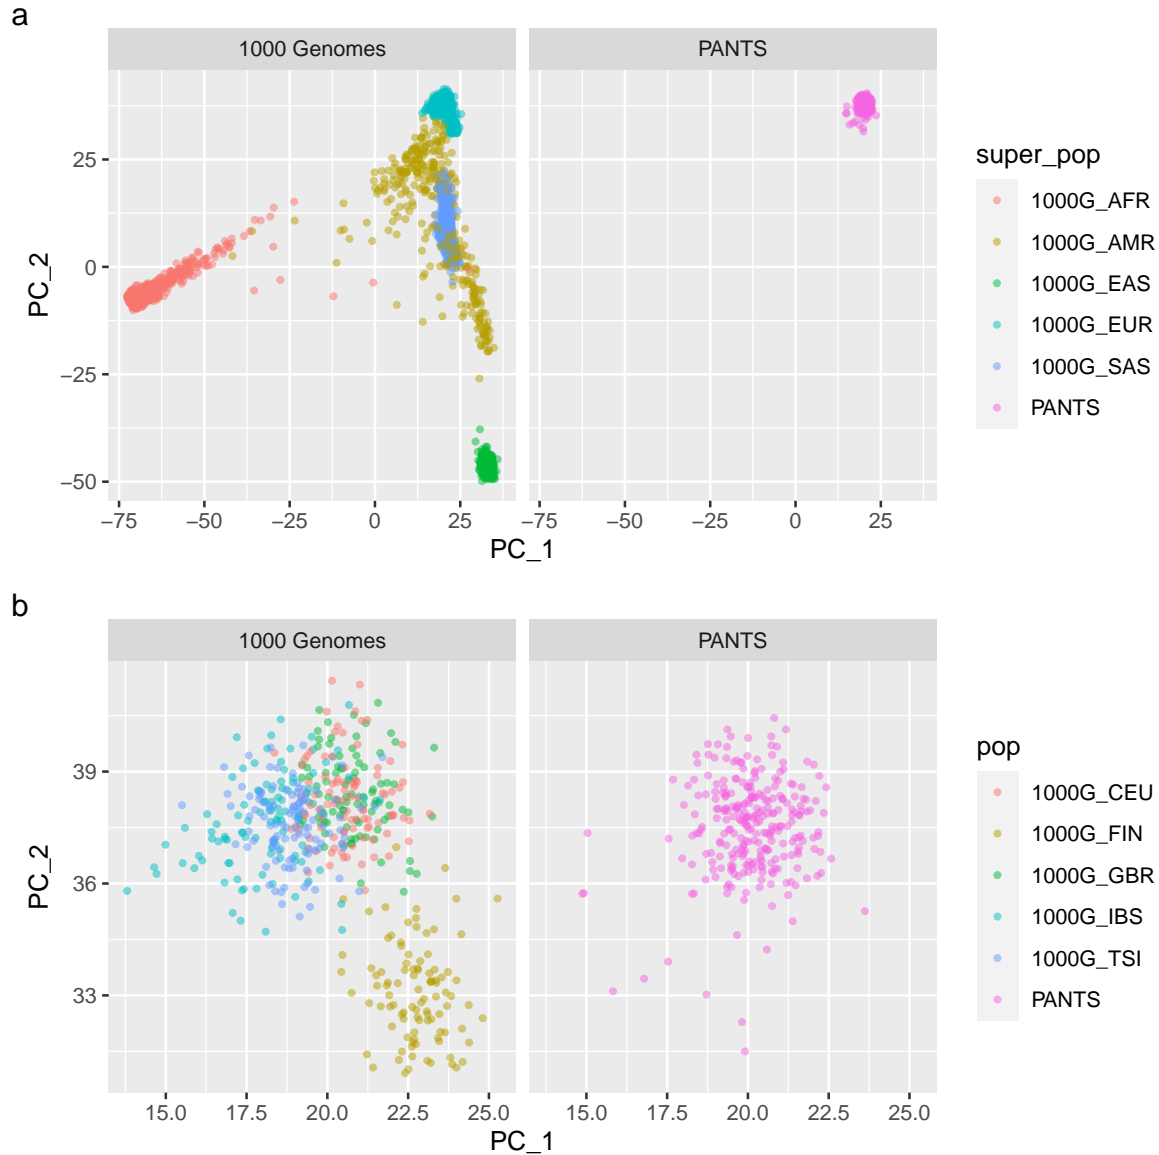 a
1000 Genomes PANTS
25
0
−25
−50
PC_2
−75 −50 −25 0 25 −75 −50 −25 0 25
PC_1
super_pop
1000G_AFR
1000G_AMR
1000G_EAS
1000G_EUR
1000G_SAS
PANTS
b
1000 Genomes PANTS
39
36
33
PC_2
15.0 17.5 20.0 22.5 25.0 15.0 17.5 20.0 22.5 25.0
PC_1
pop
1000G_CEU
1000G_FIN
1000G_GBR
1000G_IBS
1000G_TSI
PANTS